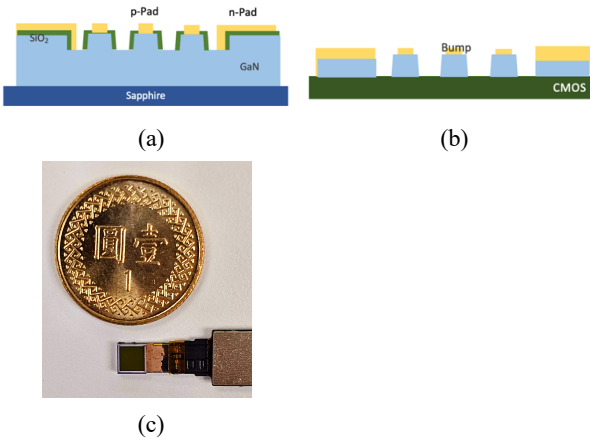 p-Pad n-Pad
SiO₂
GaN
Sapphire
(a)
Bump
CMOS
(b)
圓 壹
1
(c)